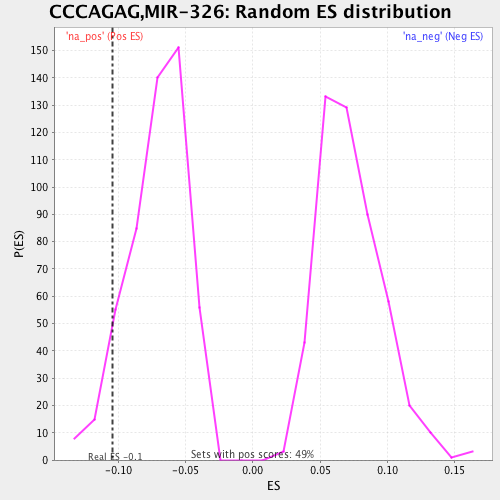 CCCAGAG,MIR-326: Random ES distribution
'na_pos' (Pos ES)
'na_neg' (Neg ES)
150
140
130
120
110
100
90
80
70
60
50
40
30
20
10
0
P(ES)
Real ES -0.1
Sets with pos scores: 49%
-0.10 -0.05 0.00 0.05 0.10 0.15
ES